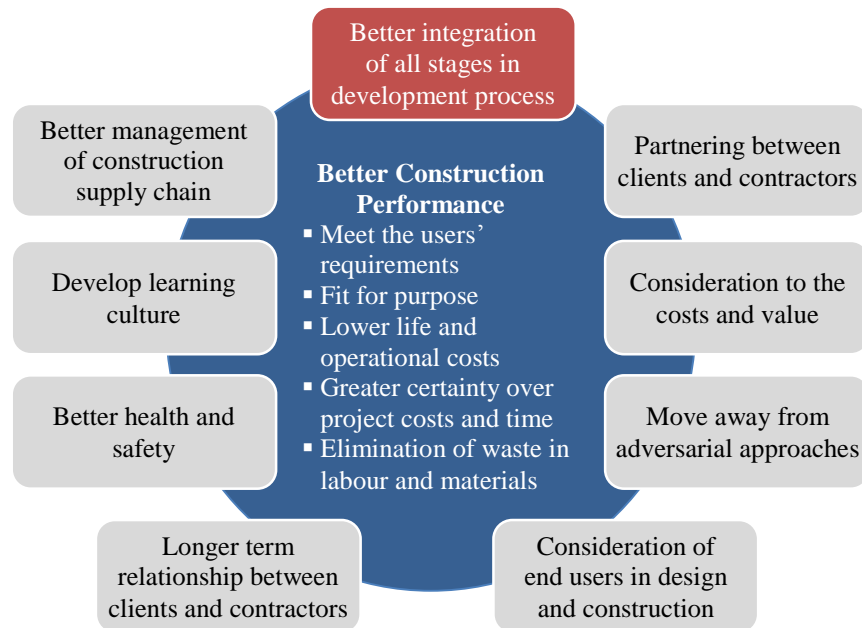 Better integration
of all stages in
development process
Partnering between
clients and contractors
Consideration to the
costs and value
Move away from
adversarial approaches
Consideration of
end users in design
and construction
Longer term
relationship between
clients and contractors
Better health and
safety
Develop learning
culture
Better management
of construction
supply chain
Better Construction
Performance
▪ Meet the users’
requirements
▪ Fit for purpose
▪ Lower life and
operational costs
▪ Greater certainty over
project costs and time
▪ Elimination of waste in
labour and materials